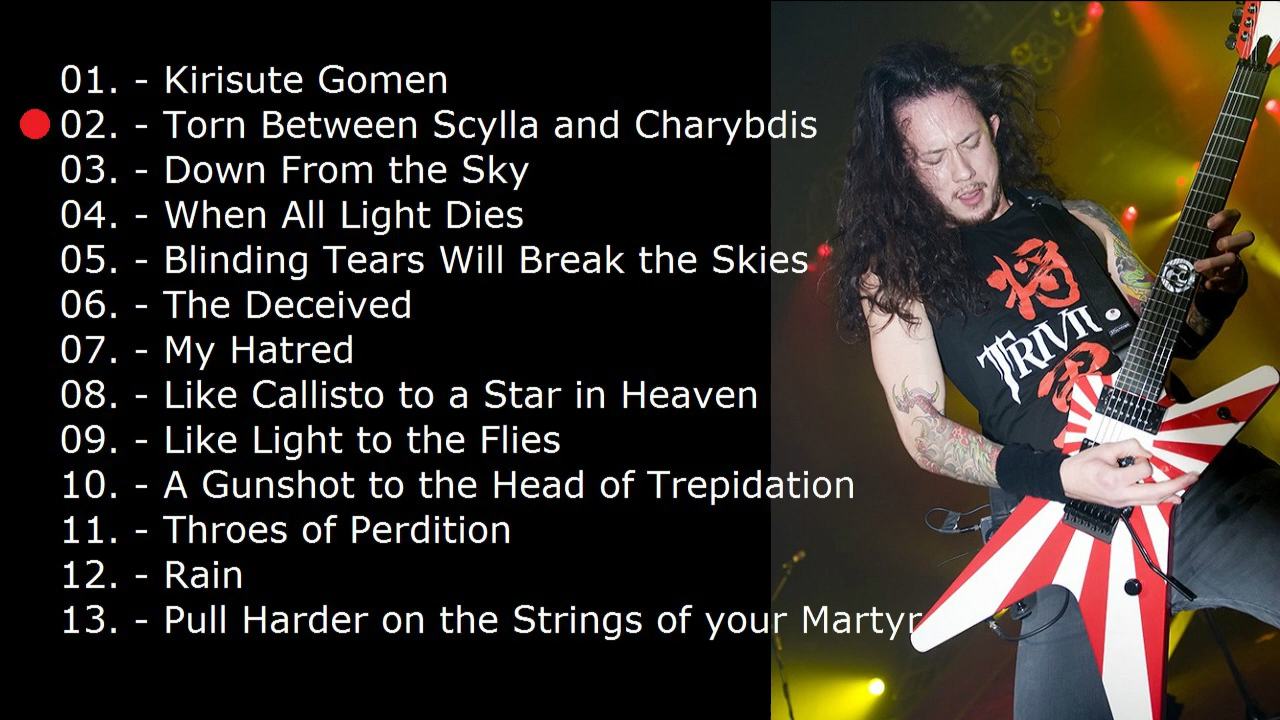 01. - Kirisute Gomen
02. - Torn Between Scylla and Charybdis
03. - Down From the Sky
04. - When All Light Dies
05. - Blinding Tears Will Break the Skies
06. - The Deceived
07. - My Hatred
08. - Like Callisto to a Star in Heaven
09. - Like Light to the Flies
10. - A Gunshot to the Head of Trepidation
11. - Throes of Perdition
12. - Rain
13. - Pull Harder on the Strings of your Martyr
将
TRIVI